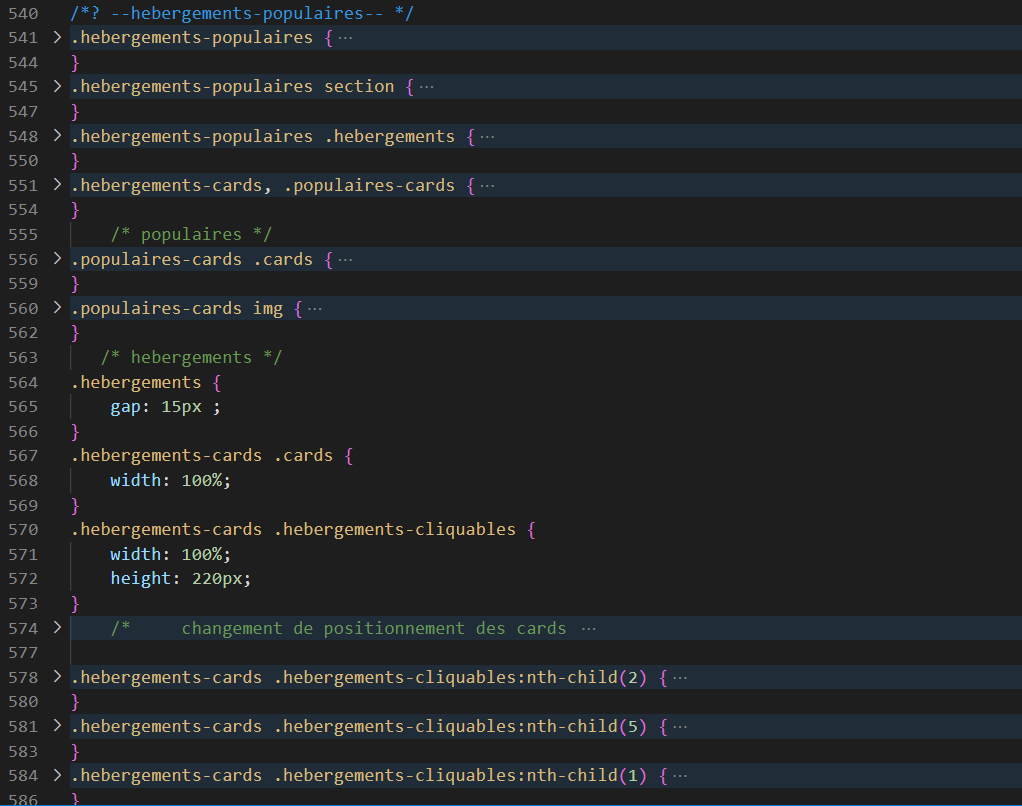 540 /*? --hebergements-populaires-- */
541 > .hebergements-populaires { ···
544 }
545 > .hebergements-populaires section { ···
547 }
548 > .hebergements-populaires .hebergements { ···
550 }
551 > .hebergements-cards, .populaires-cards { ···
554 }
555 /* populaires */
556 > .populaires-cards .cards { ···
559 }
560 > .populaires-cards img { ···
562 }
563 /* hebergements */
564 .hebergements {
565 gap: 15px ;
566 }
567 .hebergements-cards .cards {
568 width: 100%;
569 }
570 .hebergements-cards .hebergements-cliquables {
571 width: 100%;
572 height: 220px;
573 }
574 > /* changement de positionnement des cards ···
577
578 > .hebergements-cards .hebergements-cliquables:nth-child(2) { ···
580 }
581 > .hebergements-cards .hebergements-cliquables:nth-child(5) { ···
583 }
584 > .hebergements-cards .hebergements-cliquables:nth-child(1) { ···
586 }